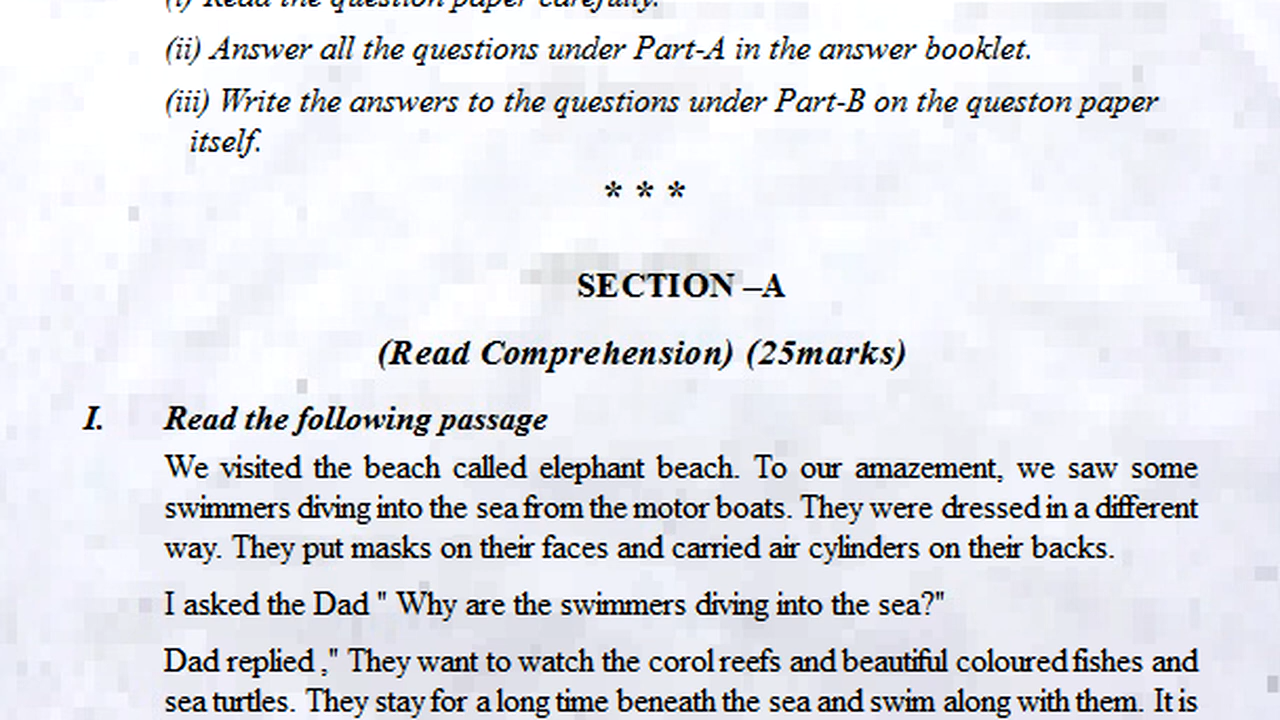 (i) Read the question paper carefully.
(ii) Answer all the questions under Part-A in the answer booklet.
(iii) Write the answers to the questions under Part-B on the queston paper
itself.
* * *
SECTION –A
(Read Comprehension) (25marks)
I. Read the following passage
We visited the beach called elephant beach. To our amazement, we saw some
swimmers diving into the sea from the motor boats. They were dressed in a different
way. They put masks on their faces and carried air cylinders on their backs.
I asked the Dad " Why are the swimmers diving into the sea?"
Dad replied ," They want to watch the corol reefs and beautiful coloured fishes and
sea turtles. They stay for a long time beneath the sea and swim along with them. It is